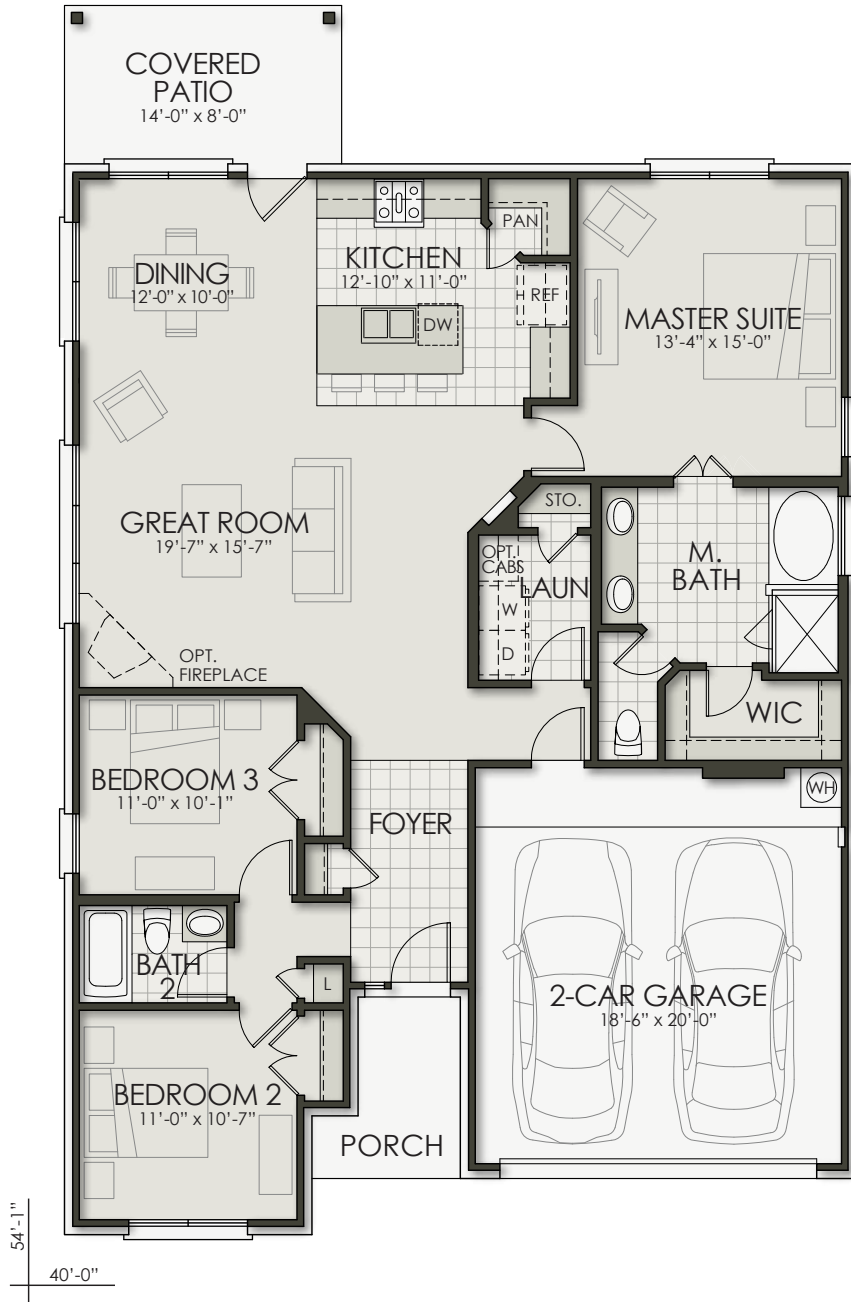 COVERED
PATIO
14'-0" x 8'-0"
PAN
KITCHEN
12'-10" x 11'-0"
DINING
12'-0" x 10'-0"
REF
DW
MASTER SUITE
13'-4" x 15'-0"
STO.
GREAT ROOM
19'-7" x 15'-7"
OPT.
CABS
LAUN
M.
BATH
W
D
OPT.
FIREPLACE
WIC
BEDROOM 3
11'-0" x 10'-1"
WH
FOYER
BATH
2
L
2-CAR GARAGE
18'-6" x 20'-0"
BEDROOM 2
11'-0" x 10'-7"
PORCH
54'-1"
40'-0"